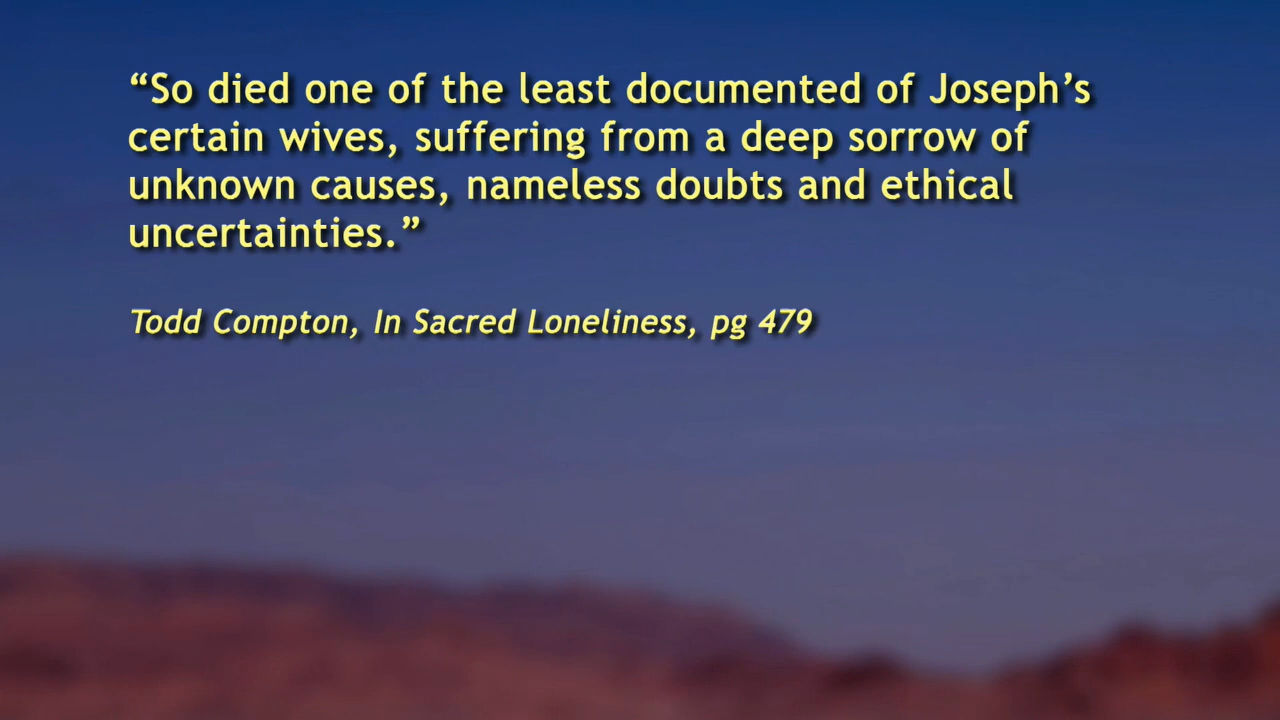 “So died one of the least documented of Joseph’s
certain wives, suffering from a deep sorrow of
unknown causes, nameless doubts and ethical
uncertainties.”
Todd Compton, In Sacred Loneliness, pg 479